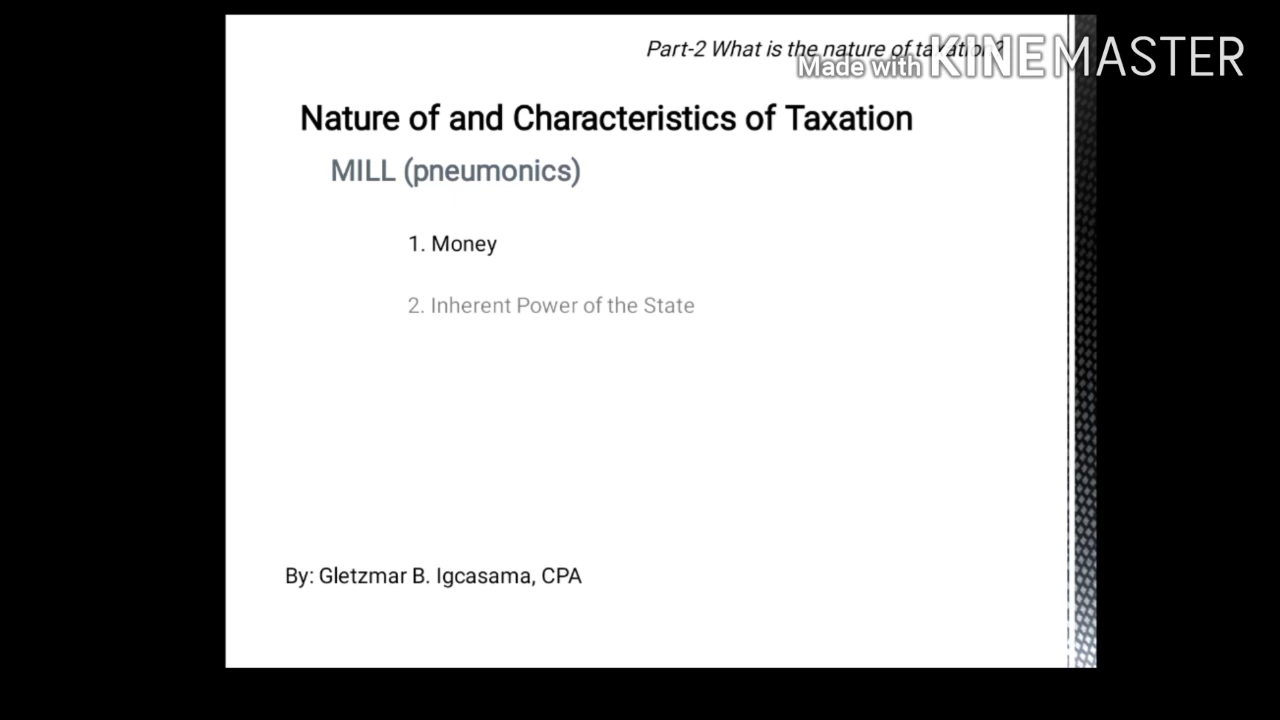 Part-2 What is the nature of taxation?
Made with KINEMASTER
Nature of and Characteristics of Taxation
MILL (pneumonics)
1. Money
2. Inherent Power of the State
By: Gletzmar B. Igcasama, CPA